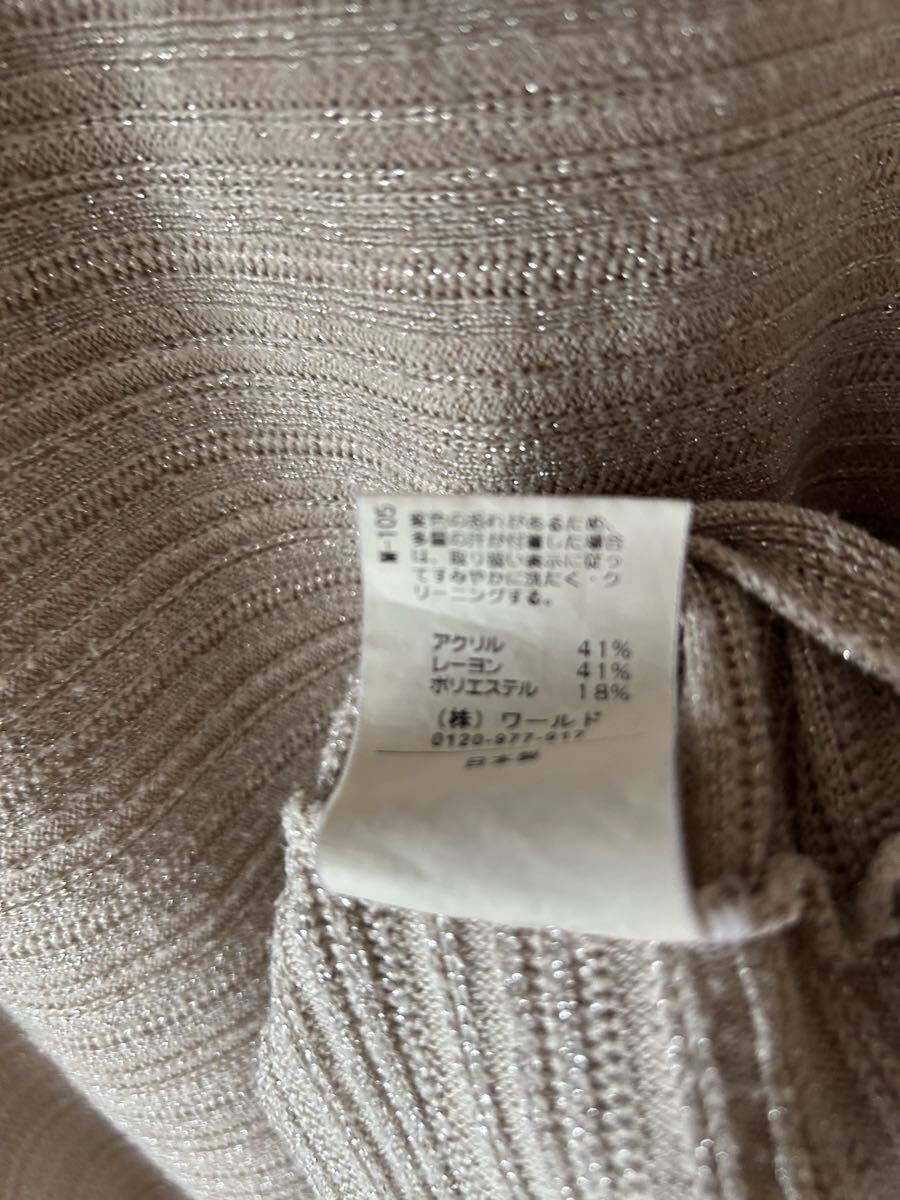 W-105
変色の恐れがあるため、
多量の汗が付着した場合
は、取り扱い表示に従っ
てすみやかに洗たく・ク
リーニングする。
アクリル 41%
レーヨン 41%
ポリエステル 18%
(株)ワールド
0120-977-917
日本製